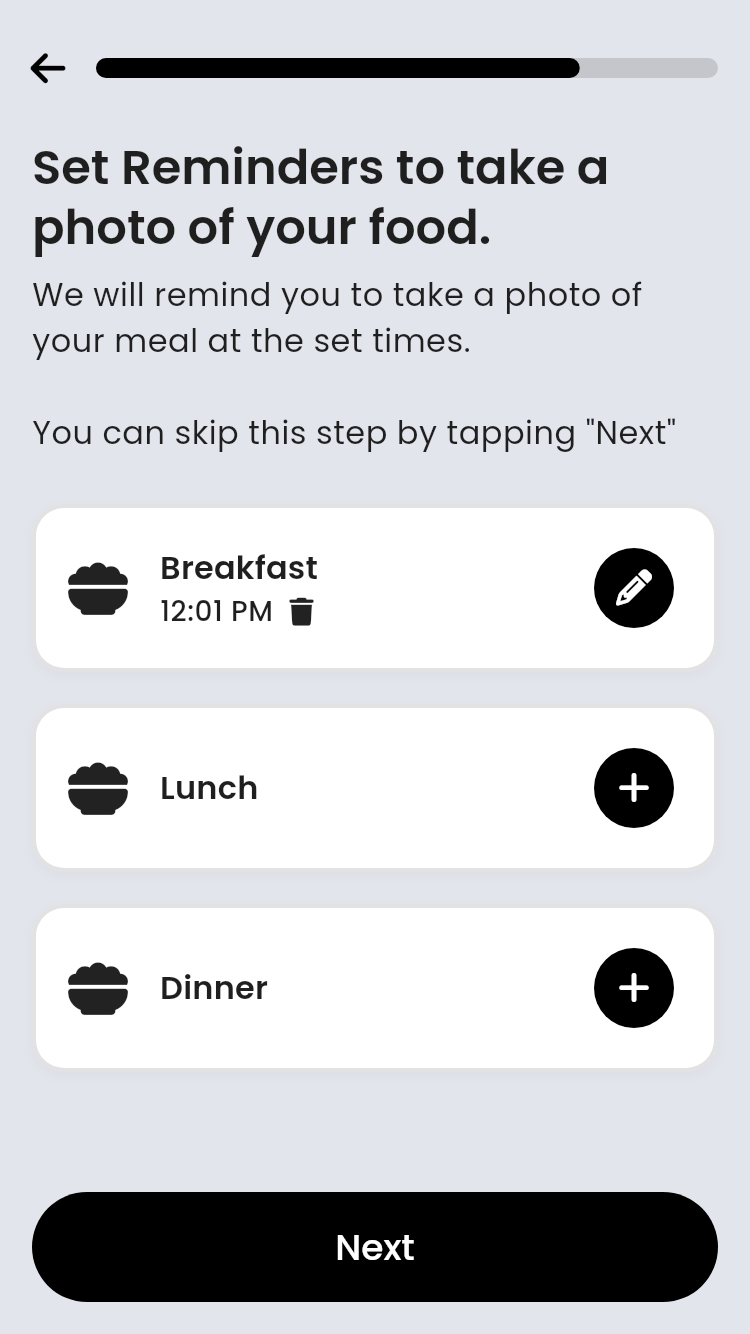 Set Reminders to take a
photo of your food.
We will remind you to take a photo of
your meal at the set times.
You can skip this step by tapping "Next"
Breakfast
12:01 PM
Lunch
Dinner
Next